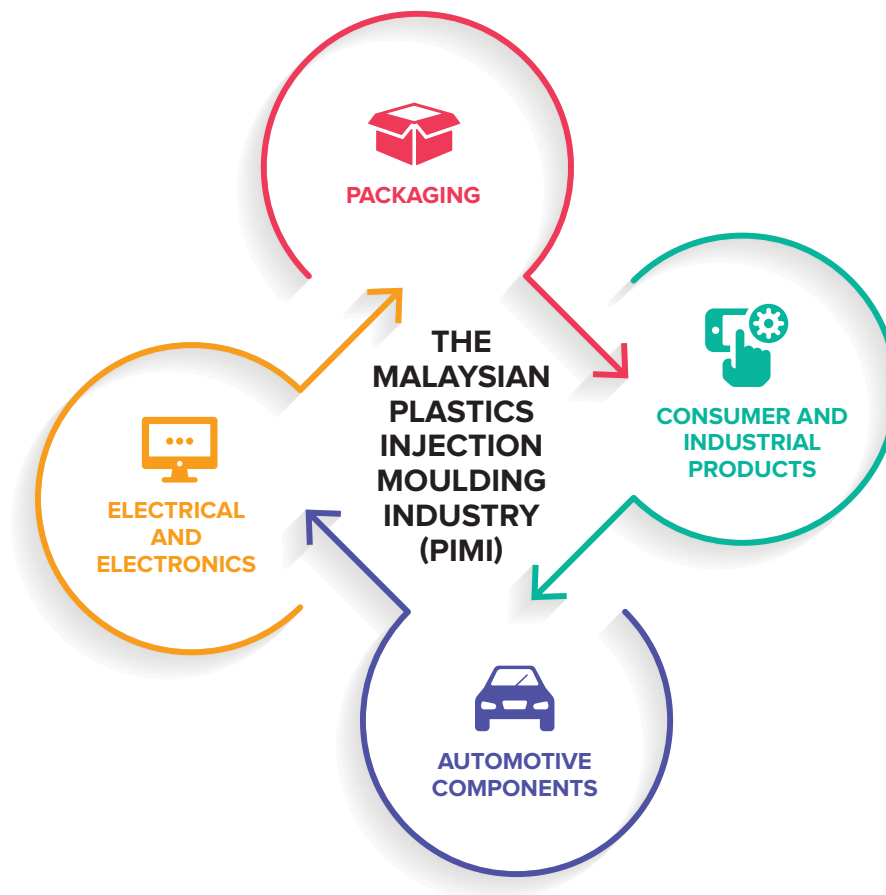 PACKAGING
THE
MALAYSIAN
PLASTICS
INJECTION
MOULDING
INDUSTRY
(PIMI)
CONSUMER AND
INDUSTRIAL
PRODUCTS
ELECTRICAL
AND
ELECTRONICS
AUTOMOTIVE
COMPONENTS